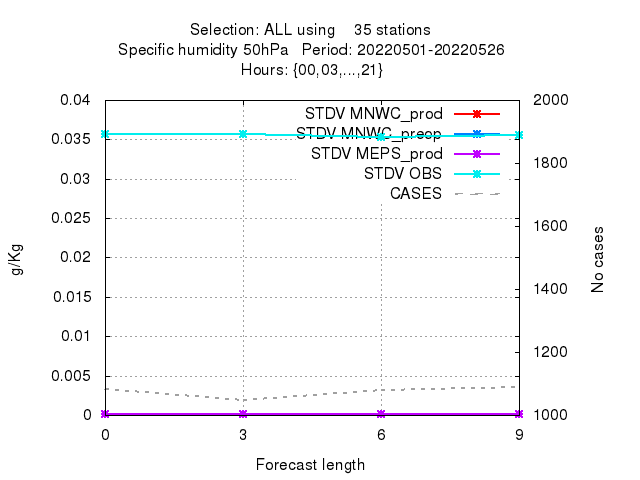 Selection: ALL using 35 stations
Specific humidity 50hPa Period: 20220501-20220526
Hours: {00,03,...,21}
0.04
0.035
0.03
0.025
0.02
0.015
0.01
0.005
0
2000
1800
1600
1400
1200
1000
STDV MNWC_prod
STDV MNWC_preop
STDV MEPS_prod
STDV OBS
CASES
g/Kg
No cases
0 3 6 9
Forecast length